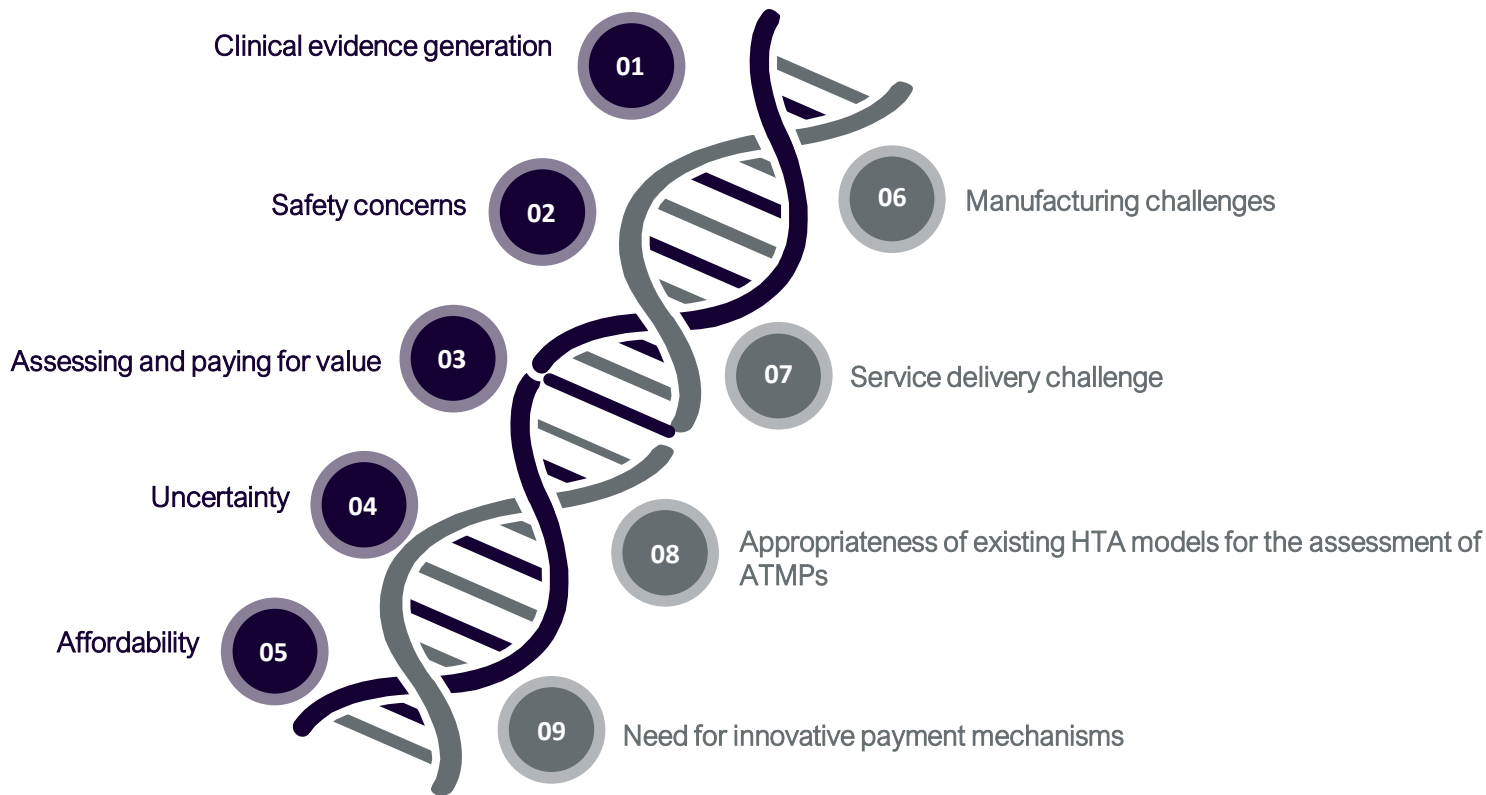 Clinical evidence generation
01
Safety concerns
02
Assessing and paying for value
03
Uncertainty
04
Affordability
05
06
Manufacturing challenges
07
Service delivery challenge
08
Appropriateness of existing HTA models for the assessment of
ATMPs
09
Need for innovative payment mechanisms